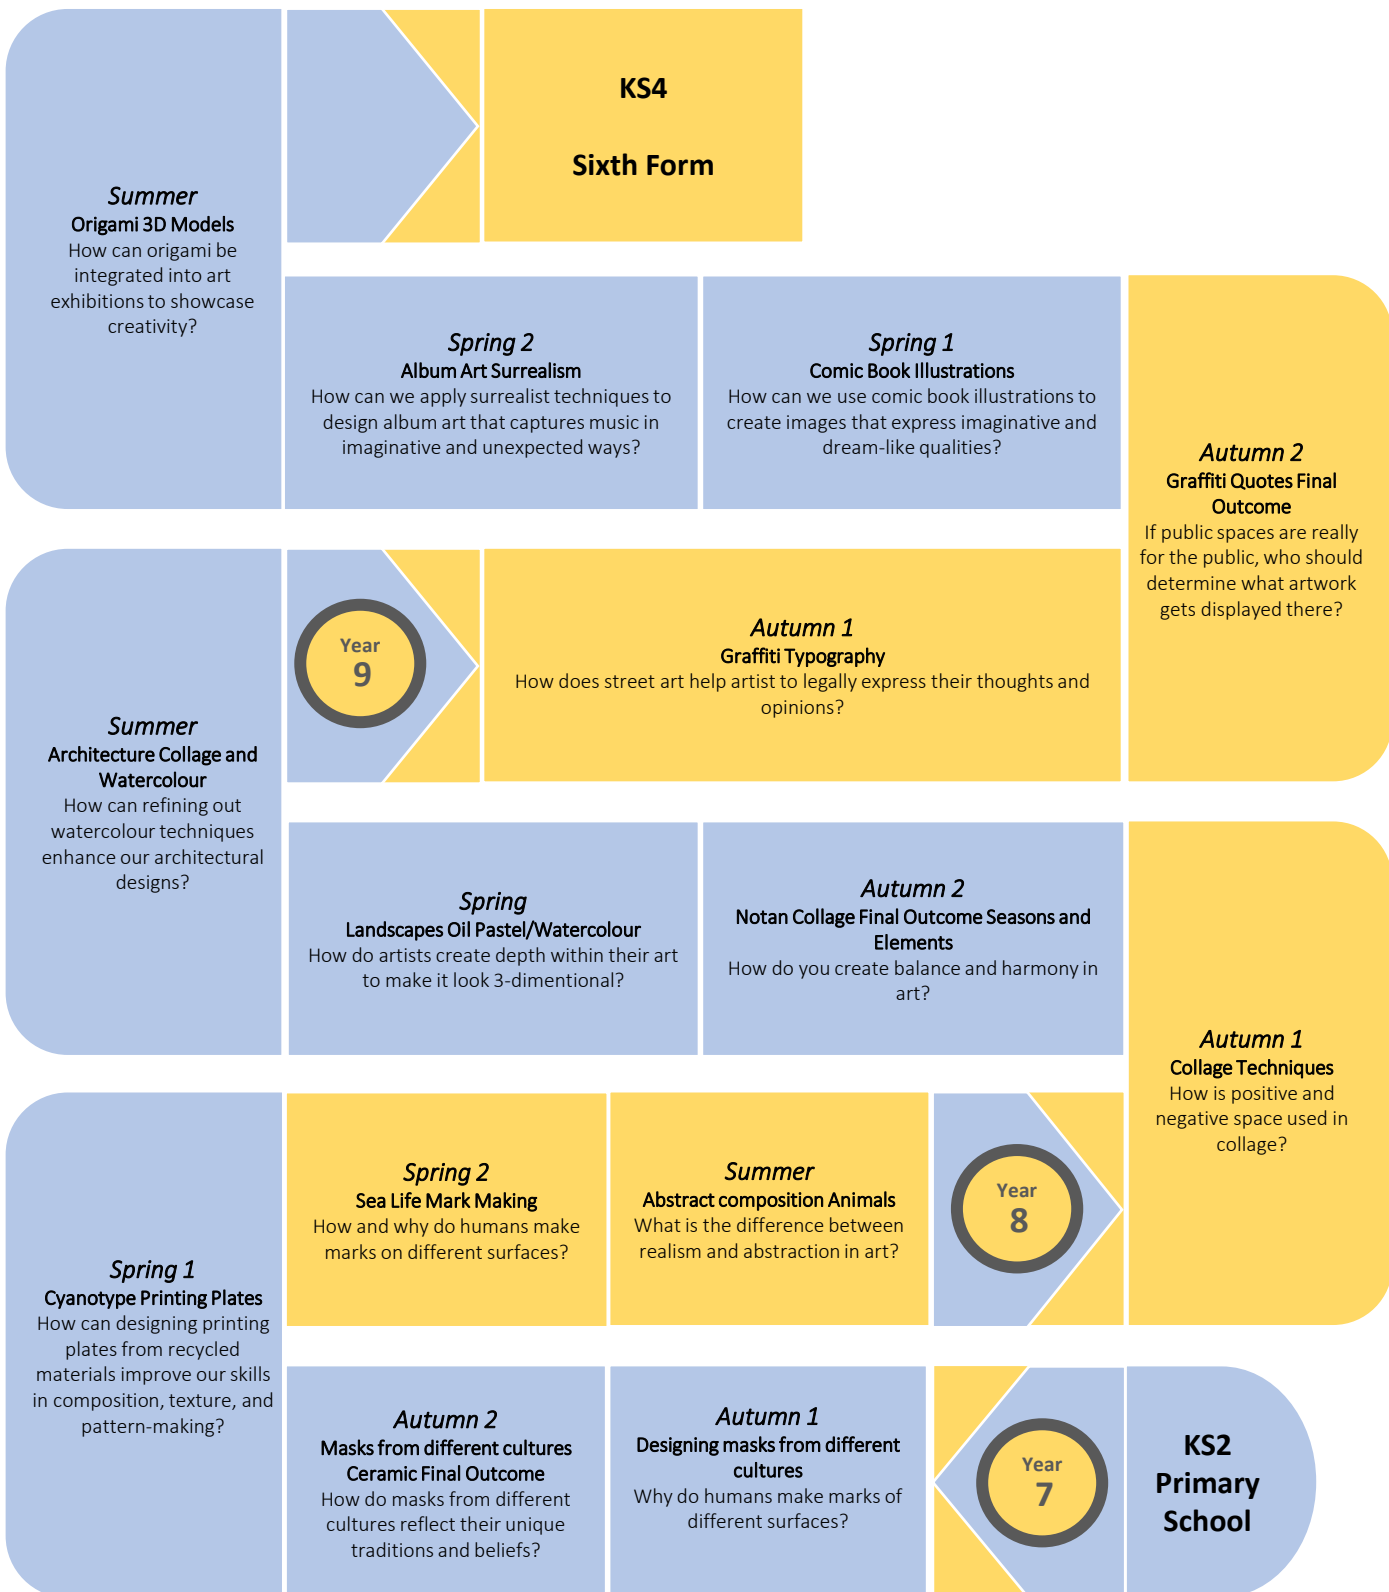 KS4
Sixth Form
Summer
Origami 3D Models
How can origami be
integrated into art
exhibitions to showcase
creativity?
Spring 2
Album Art Surrealism
How can we apply surrealist techniques to
design album art that captures music in
imaginative and unexpected ways?
Spring 1
Comic Book Illustrations
How can we use comic book illustrations to
create images that express imaginative and
dream-like qualities?
Autumn 2
Graffiti Quotes Final
Outcome
If public spaces are really
for the public, who should
determine what artwork
gets displayed there?
Year
9
Autumn 1
Graffiti Typography
How does street art help artist to legally express their thoughts and
opinions?
Summer
Architecture Collage and
Watercolour
How can refining out
watercolour techniques
enhance our architectural
designs?
Spring
Landscapes Oil Pastel/Watercolour
How do artists create depth within their art
to make it look 3-dimentional?
Autumn 2
Notan Collage Final Outcome Seasons and
Elements
How do you create balance and harmony in
art?
Autumn 1
Collage Techniques
How is positive and
negative space used in
collage?
Spring 2
Sea Life Mark Making
How and why do humans make
marks on different surfaces?
Summer
Abstract composition Animals
What is the difference between
realism and abstraction in art?
Year
8
Spring 1
Cyanotype Printing Plates
How can designing printing
plates from recycled
materials improve our skills
in composition, texture, and
pattern-making?
Autumn 2
Masks from different cultures
Ceramic Final Outcome
How do masks from different
cultures reflect their unique
traditions and beliefs?
Autumn 1
Designing masks from different
cultures
Why do humans make marks of
different surfaces?
Year
7
KS2
Primary
School